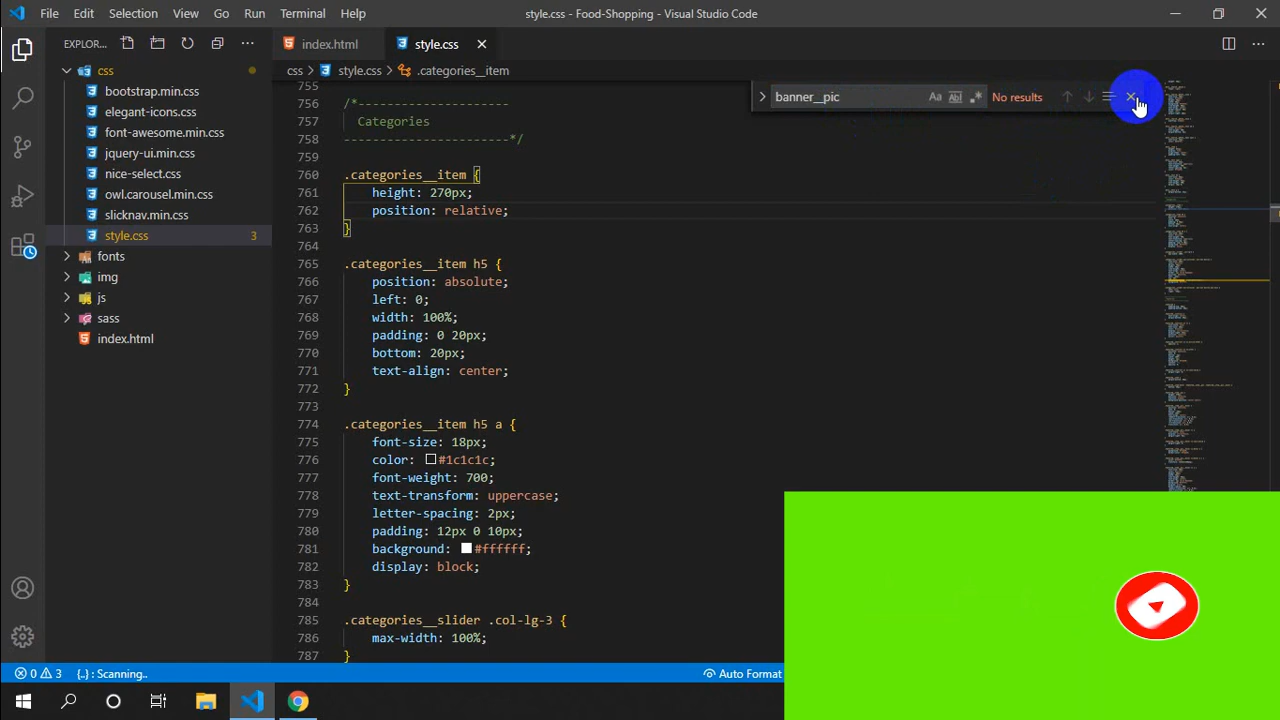 File Edit Selection View Go Run Terminal Help
style.css - Food-Shopping - Visual Studio Code
EXPLOR...
index.html
style.css
css > style.css > .categories__item
css
bootstrap.min.css
elegant-icons.css
font-awesome.min.css
jquery-ui.min.css
nice-select.css
owl.carousel.min.css
slicknav.min.css
style.css 3
fonts
img
js
sass
index.html
banner__pic
Aa Abl .* No results
755
756 /*-----------------------
757 Categories
758 -----------------------*/
759
760 .categories__item {
761 height: 270px;
762 position: relative;
763 }
764
765 .categories__item h5 {
766 position: absolute;
767 left: 0;
768 width: 100%;
769 padding: 0 20px;
770 bottom: 20px;
771 text-align: center;
772 }
773
774 .categories__item h5 a {
775 font-size: 18px;
776 color: #1c1c1c;
777 font-weight: 700;
778 text-transform: uppercase;
779 letter-spacing: 2px;
780 padding: 12px 0 10px;
781 background: #ffffff;
782 display: block;
783 }
784
785 .categories__slider .col-lg-3 {
786 max-width: 100%;
787 }
0 3 {..} : Scanning..
Auto Format